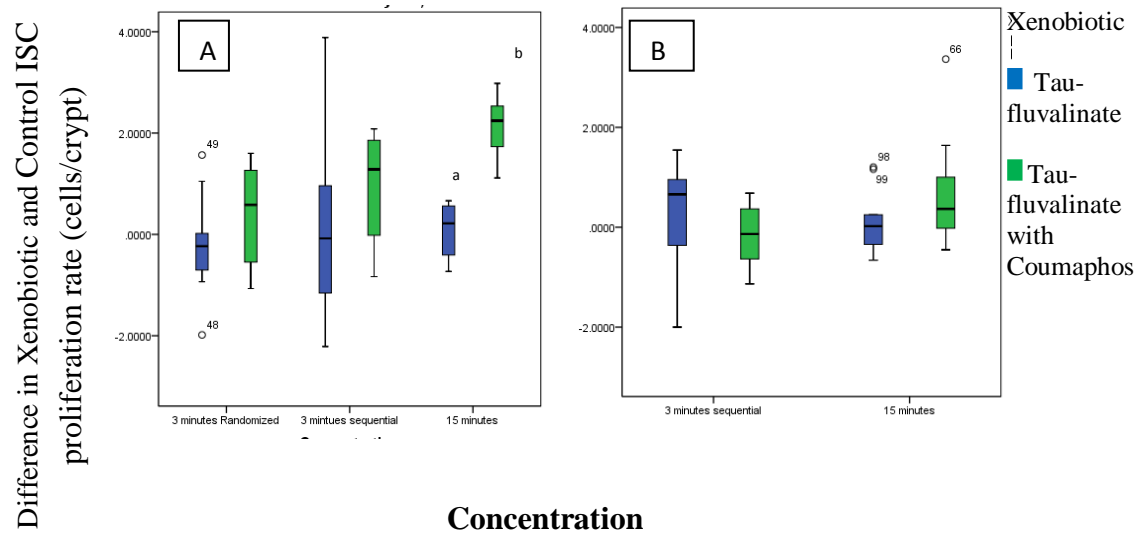 Difference in Xenobiotic and Control ISC
proliferation rate (cells/crypt)
A
4.0000
2.0000
.0000
-2.0000
49
48
a
b
3 minutes Randomized
3 mintues sequential
15 minutes
B
4.0000
2.0000
.0000
-2.0000
98
99
66
3 minutes sequential
15 minutes
Xenobiotic
Tau-
fluvalinate
Tau-
fluvalinate
with
Coumaphos
Concentration